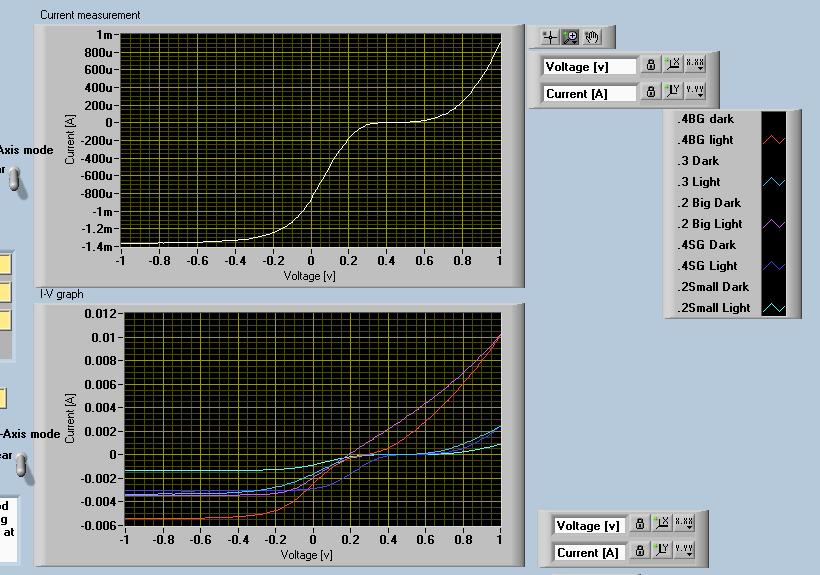 Current measurement
1m
800u
600u
400u
200u
0
-200u
-400u
-600u
-800u
-1m
-1.2m
-1.4m
Current [A]
-1 -0.8 -0.6 -0.4 -0.2 0 0.2 0.4 0.6 0.8 1
Voltage [v]
Axis mode
Voltage [v]
X.XX
Current [A]
Y.YY
.4BG dark
.4BG light
.3 Dark
.3 Light
.2 Big Dark
.2 Big Light
.4SG Dark
.4SG Light
.2Small Dark
.2Small Light
I-V graph
0.012
0.01
0.008
0.006
0.004
0.002
0
-0.002
-0.004
-0.006
Current [A]
-1 -0.8 -0.6 -0.4 -0.2 0 0.2 0.4 0.6 0.8 1
Voltage [v]
-Axis mode
ear
g
at
Voltage [v]
X.XX
Current [A]
Y.YY